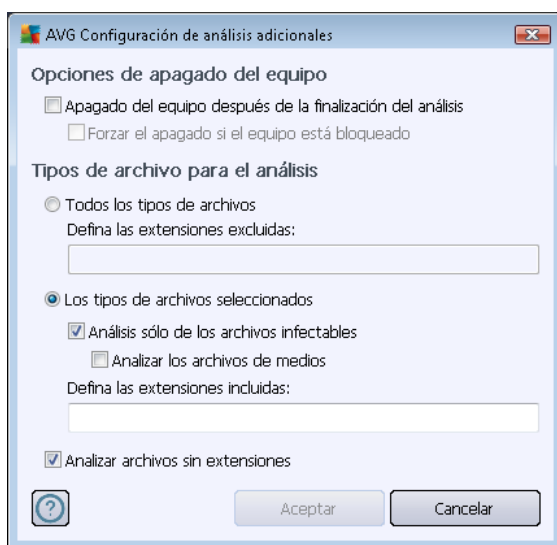 AVG Configuración de análisis adicionales
Opciones de apagado del equipo
Apagado del equipo después de la finalización del análisis
Forzar el apagado si el equipo está bloqueado
Tipos de archivo para el análisis
Todos los tipos de archivos
Defina las extensiones excluidas:
Los tipos de archivos seleccionados
Análisis sólo de los archivos infectables
Analizar los archivos de medios
Defina las extensiones incluidas:
Analizar archivos sin extensiones
?
Aceptar
Cancelar